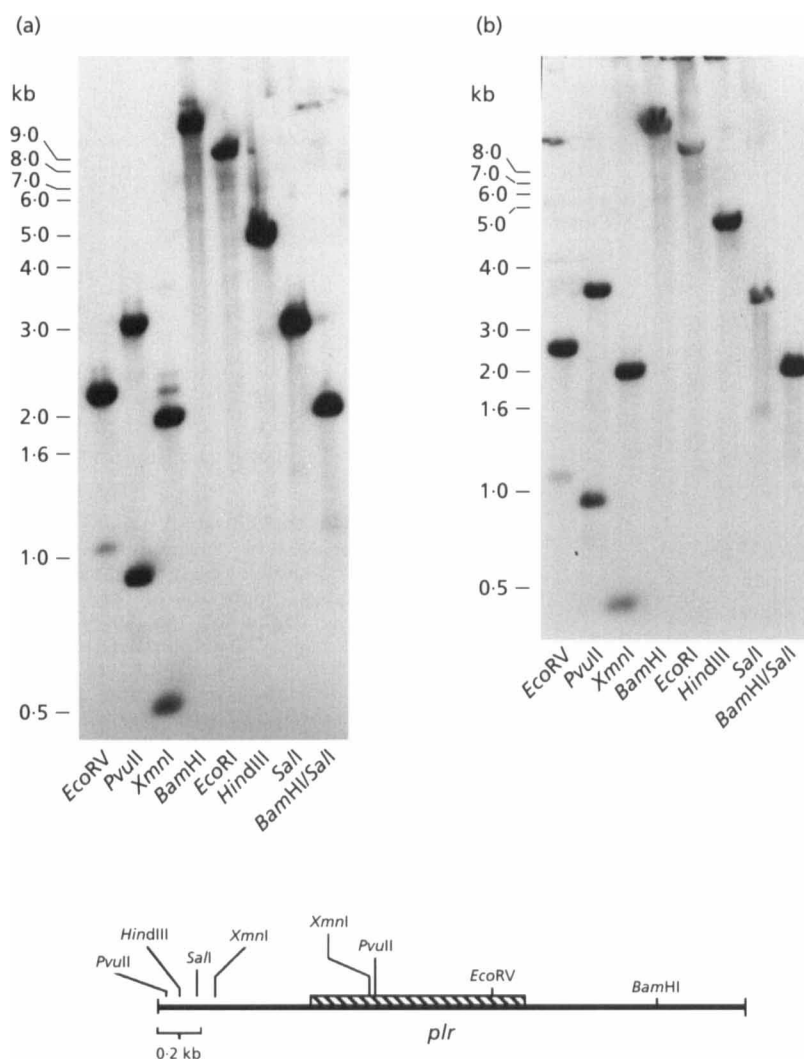 (a)
kb
9·0
8·0
7·0
6·0
5·0
4·0
3·0
2·0
1·6
1·0
0·5
EcoRV
PvuII
XmnI
BamHI
EcoRI
HindIII
SalI
BamHI/SalI
(b)
kb
8·0
7·0
6·0
5·0
4·0
3·0
2·0
1·6
1·0
0·5
EcoRV
PvuII
XmnI
BamHI
EcoRI
HindIII
SalI
BamHI/SalI
PvuII
HindIII
SalI
XmnI
XmnI
PvuII
EcoRV
BamHI
0·2 kb
plr